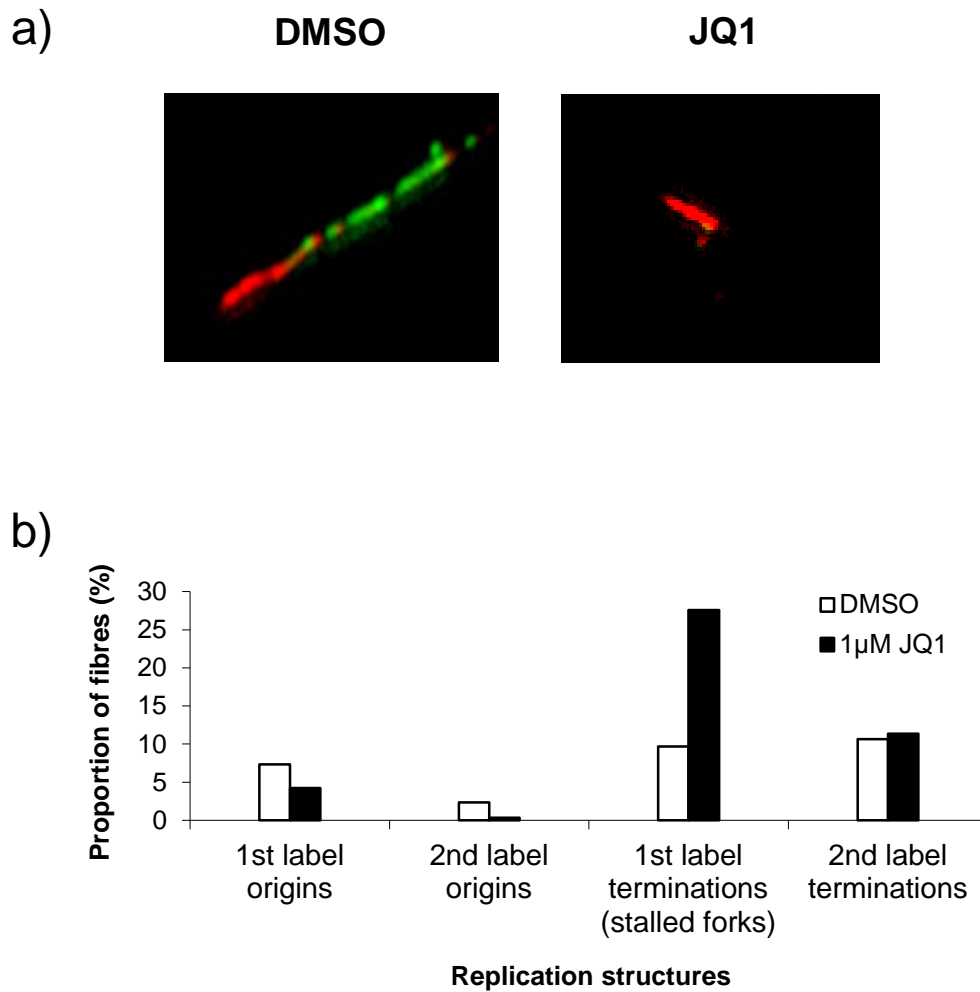 a)
DMSO JQ1
b)
Proportion of fibres (%)
30
25
20
15
10
5
0
DMSO
1µM JQ1
1st label
origins
2nd label
origins
1st label
terminations
(stalled forks)
2nd label
terminations
Replication structures